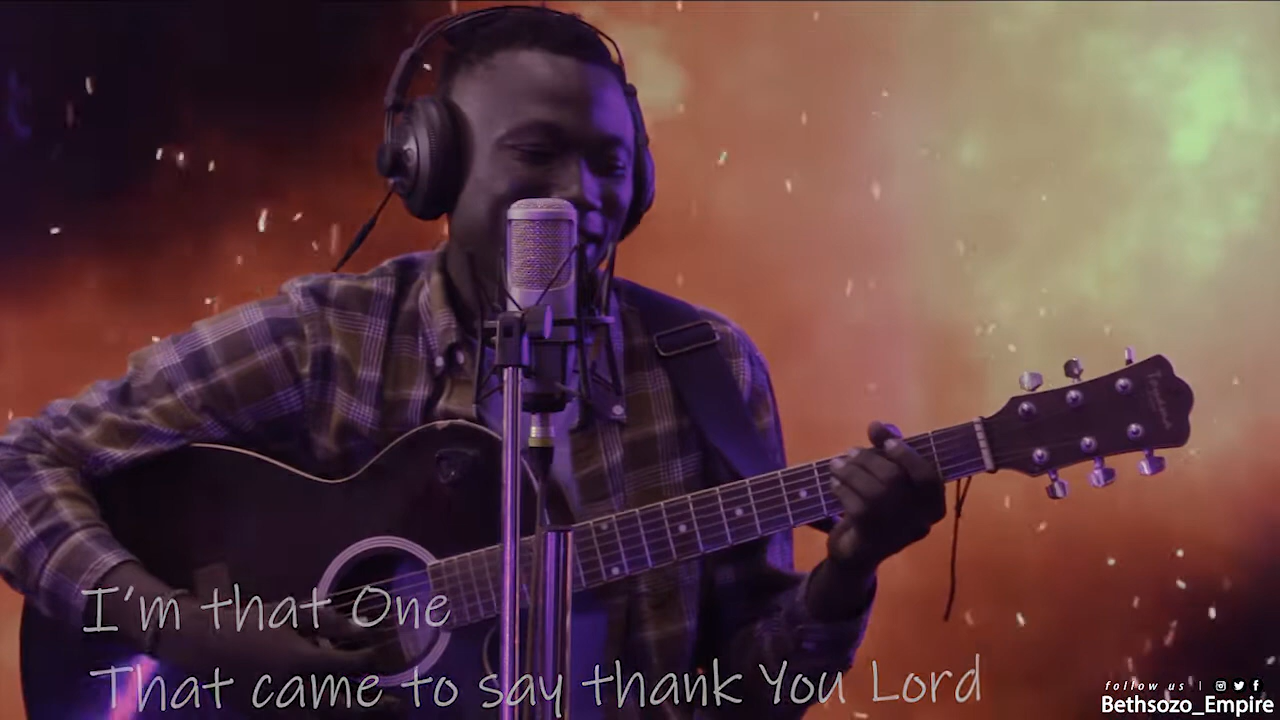 I'm that One
That came to say thank You Lord
follow us |
Bethsozo_Empire